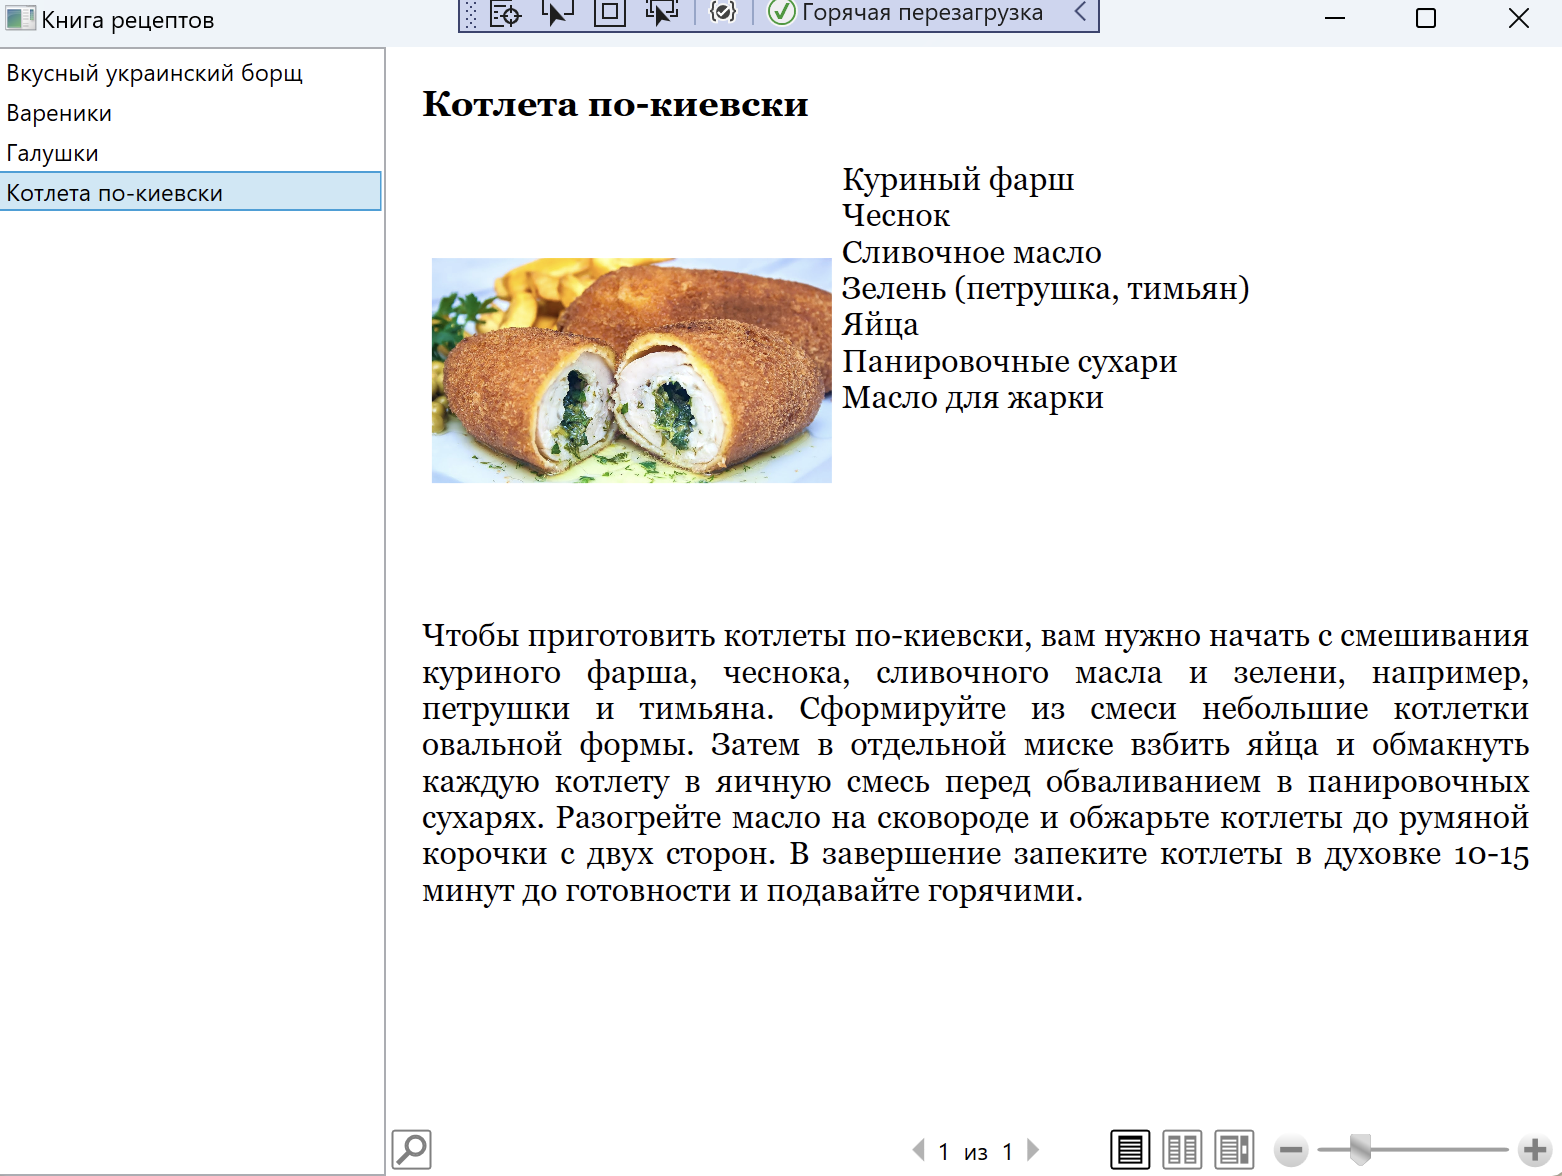 Книга рецептов
Горячая перезагрузка
Вкусный украинский борщ
Вареники
Галушки
Котлета по-киевски
Котлета по-киевски
Куриный фарш
Чеснок
Сливочное масло
Зелень (петрушка, тимьян)
Яйца
Панировочные сухари
Масло для жарки
Чтобы приготовить котлеты по-киевски, вам нужно начать с смешивания
куриного фарша, чеснока, сливочного масла и зелени, например,
петрушки и тимьяна. Сформируйте из смеси небольшие котлетки
овальной формы. Затем в отдельной миске взбить яйца и обмакнуть
каждую котлету в яичную смесь перед обваливанием в панировочных
сухарях. Разогрейте масло на сковороде и обжарьте котлеты до румяной
корочки с двух сторон. В завершение запеките котлеты в духовке 10-15
минут до готовности и подавайте горячими.
1 из 1